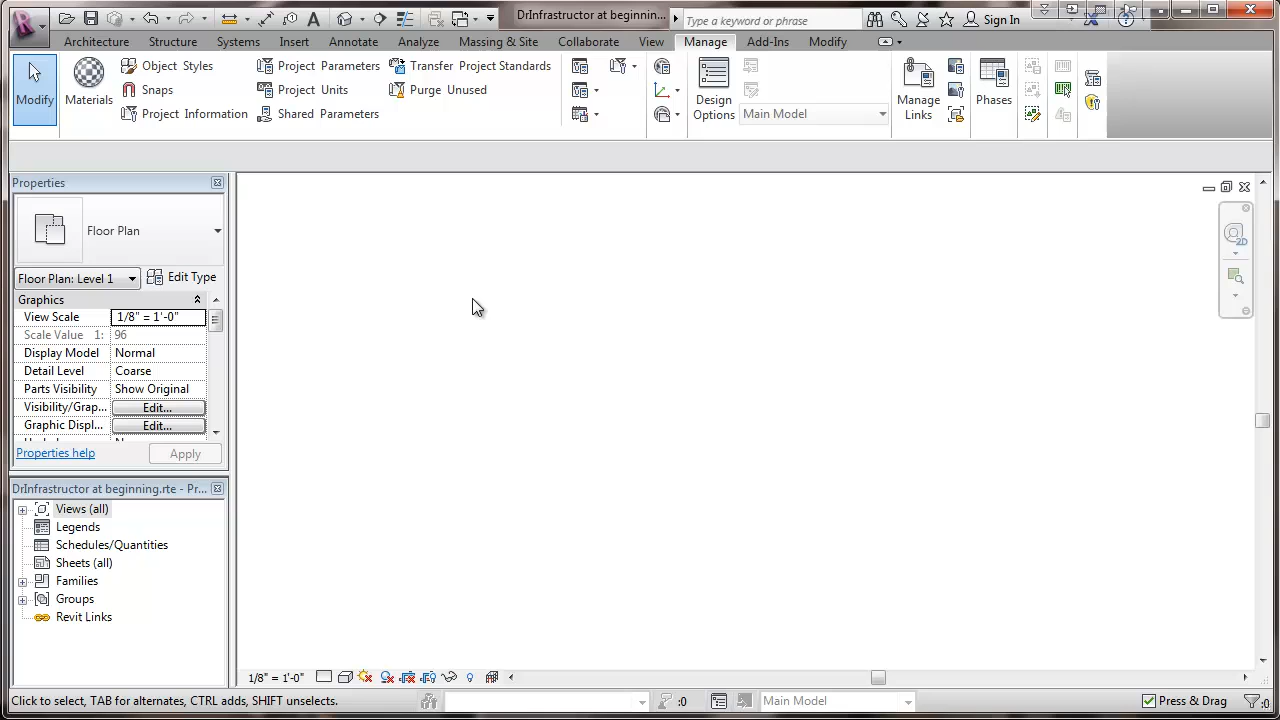 DrInfrastructor at beginnin...
Type a keyword or phrase
Sign In
Architecture
Structure
Systems
Insert
Annotate
Analyze
Massing & Site
Collaborate
View
Manage
Add-Ins
Modify
Modify
Materials
Object Styles
Snaps
Project Information
Project Parameters
Project Units
Shared Parameters
Transfer Project Standards
Purge Unused
Design
Options
Main Model
Manage
Links
Phases
Properties
Floor Plan
Floor Plan: Level 1
Edit Type
Graphics
View Scale 1/8" = 1'-0"
Scale Value 1: 96
Display Model Normal
Detail Level Coarse
Parts Visibility Show Original
Visibility/Grap... Edit...
Graphic Displ... Edit...
Properties help
Apply
DrInfrastructor at beginning.rte - Pr...
Views (all)
Legends
Schedules/Quantities
Sheets (all)
Families
Groups
Revit Links
2D
1/8" = 1'-0"
Click to select, TAB for alternates, CTRL adds, SHIFT unselects.
:0
Main Model
Press & Drag
:0